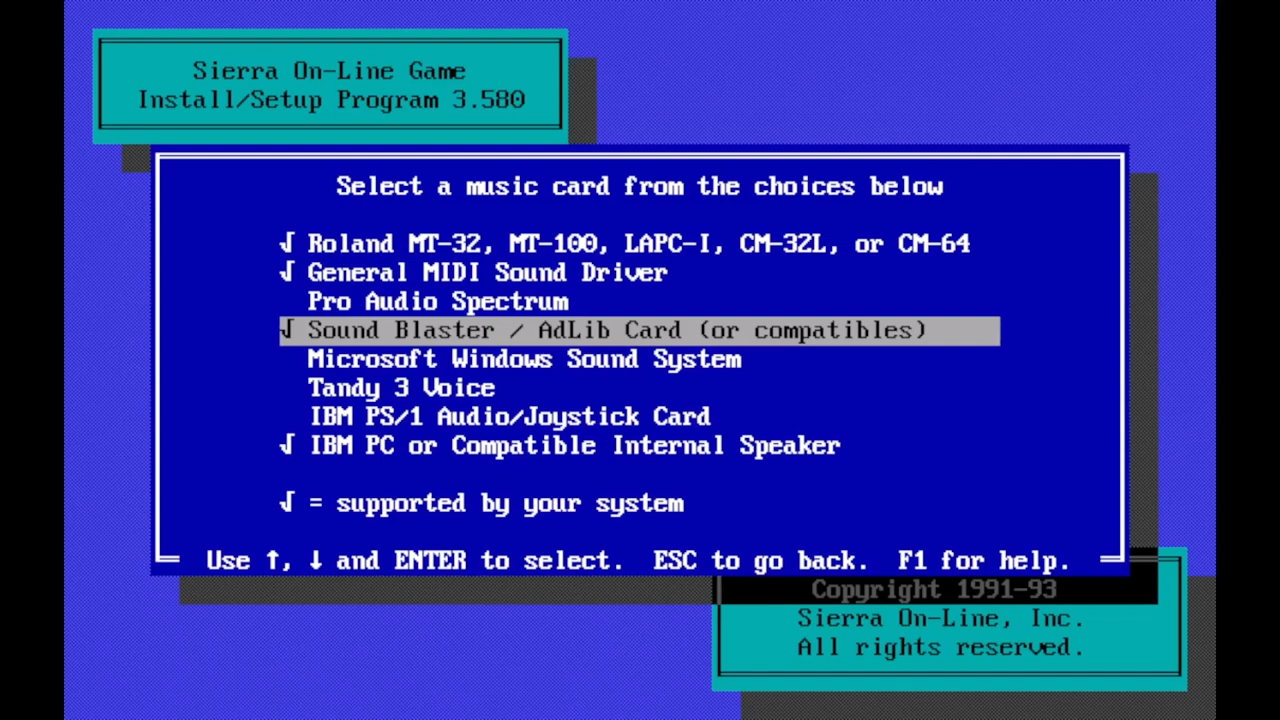 Sierra On-Line Game
Install/Setup Program 3.580
Select a music card from the choices below
√ Roland MT-32, MT-100, LAPC-I, CM-32L, or CM-64
√ General MIDI Sound Driver
Pro Audio Spectrum
√ Sound Blaster / AdLib Card (or compatibles)
Microsoft Windows Sound System
Tandy 3 Voice
IBM PS/1 Audio/Joystick Card
√ IBM PC or Compatible Internal Speaker
√ = supported by your system
Use ↑, ↓ and ENTER to select. ESC to go back. F1 for help.
Copyright 1991-93
Sierra On-Line, Inc.
All rights reserved.